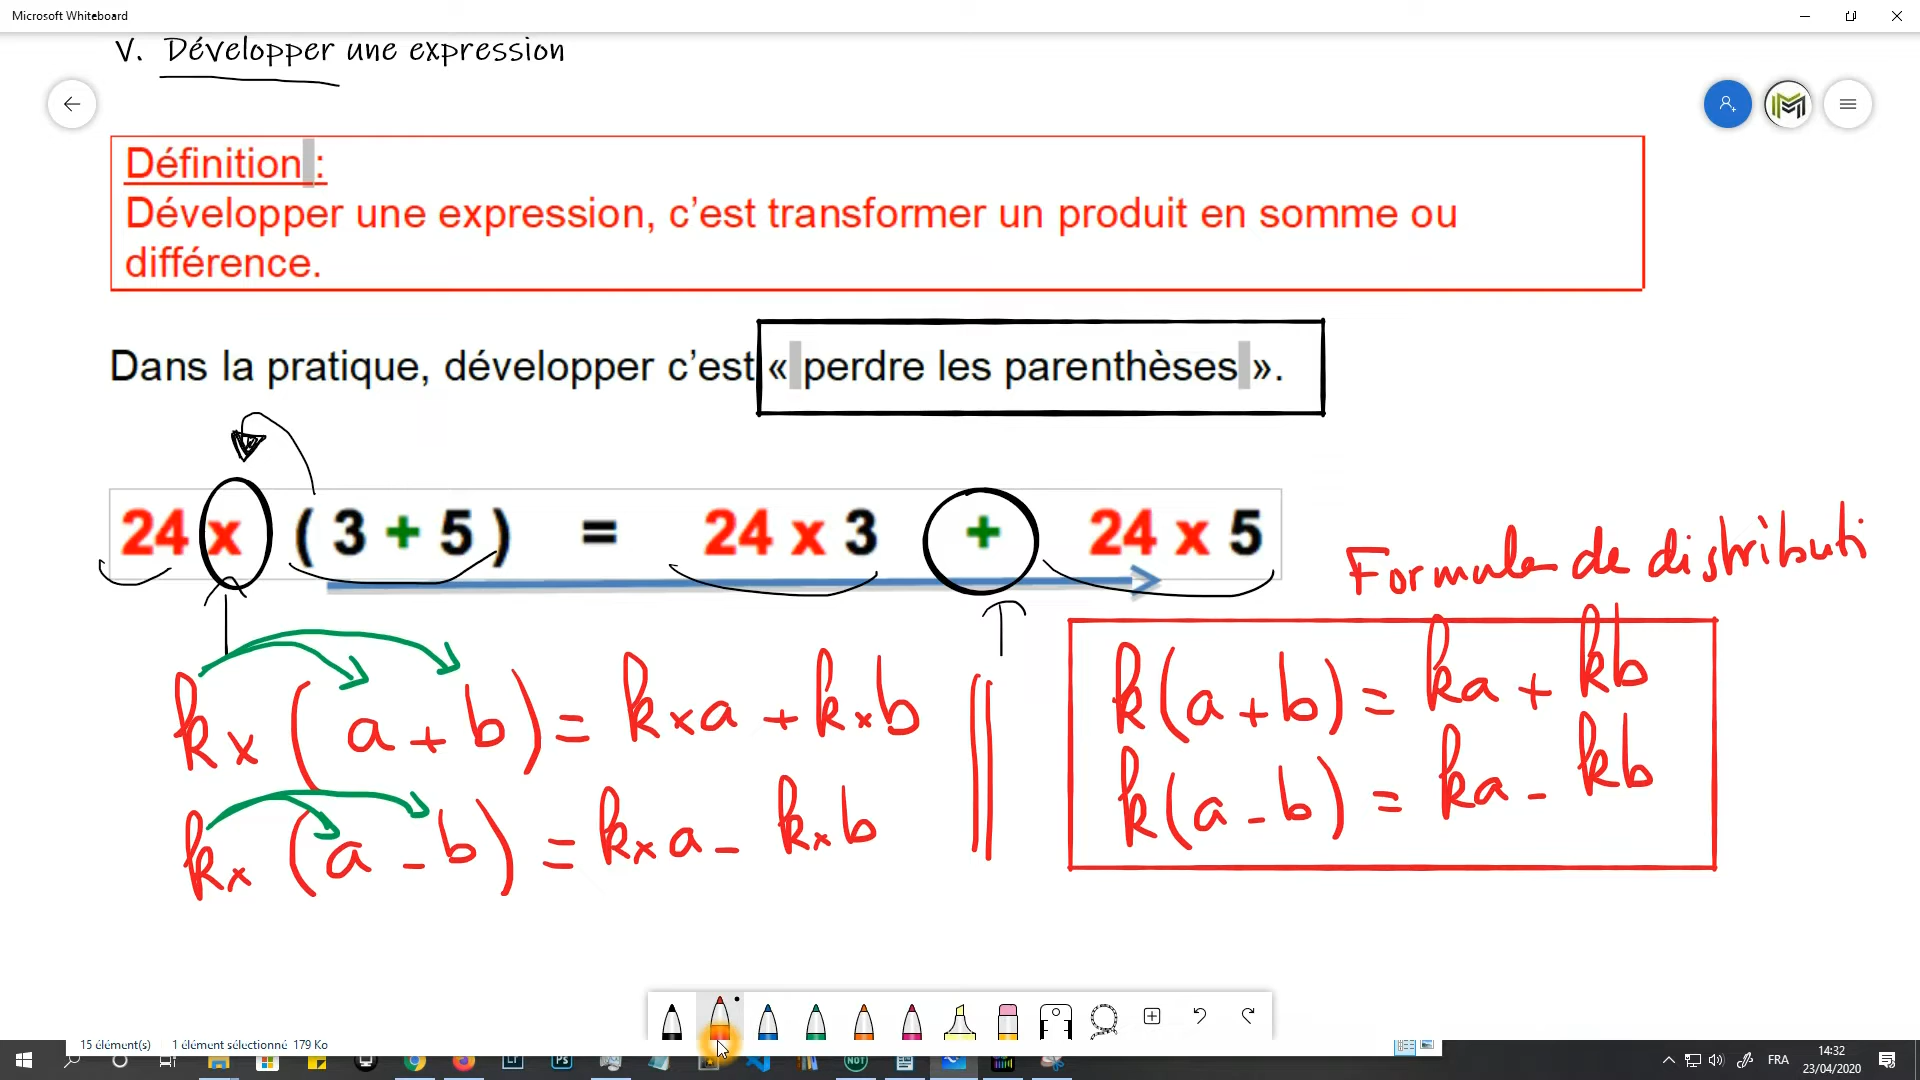 Microsoft Whiteboard
V. Développer une expression
Définition :
Développer une expression, c'est transformer un produit en somme ou
différence.
Dans la pratique, développer c'est « perdre les parenthèses ».
24 x ( 3 + 5 ) = 24 x 3 + 24 x 5
Formule de distributi
k × ( a + b ) = k × a + k × b
k × ( a - b ) = k × a - k × b
k ( a + b ) = ka + kb
k ( a - b ) = ka - kb
15 élément(s) 1 élément sélectionné 179 Ko
FRA
14:32
23/04/2020